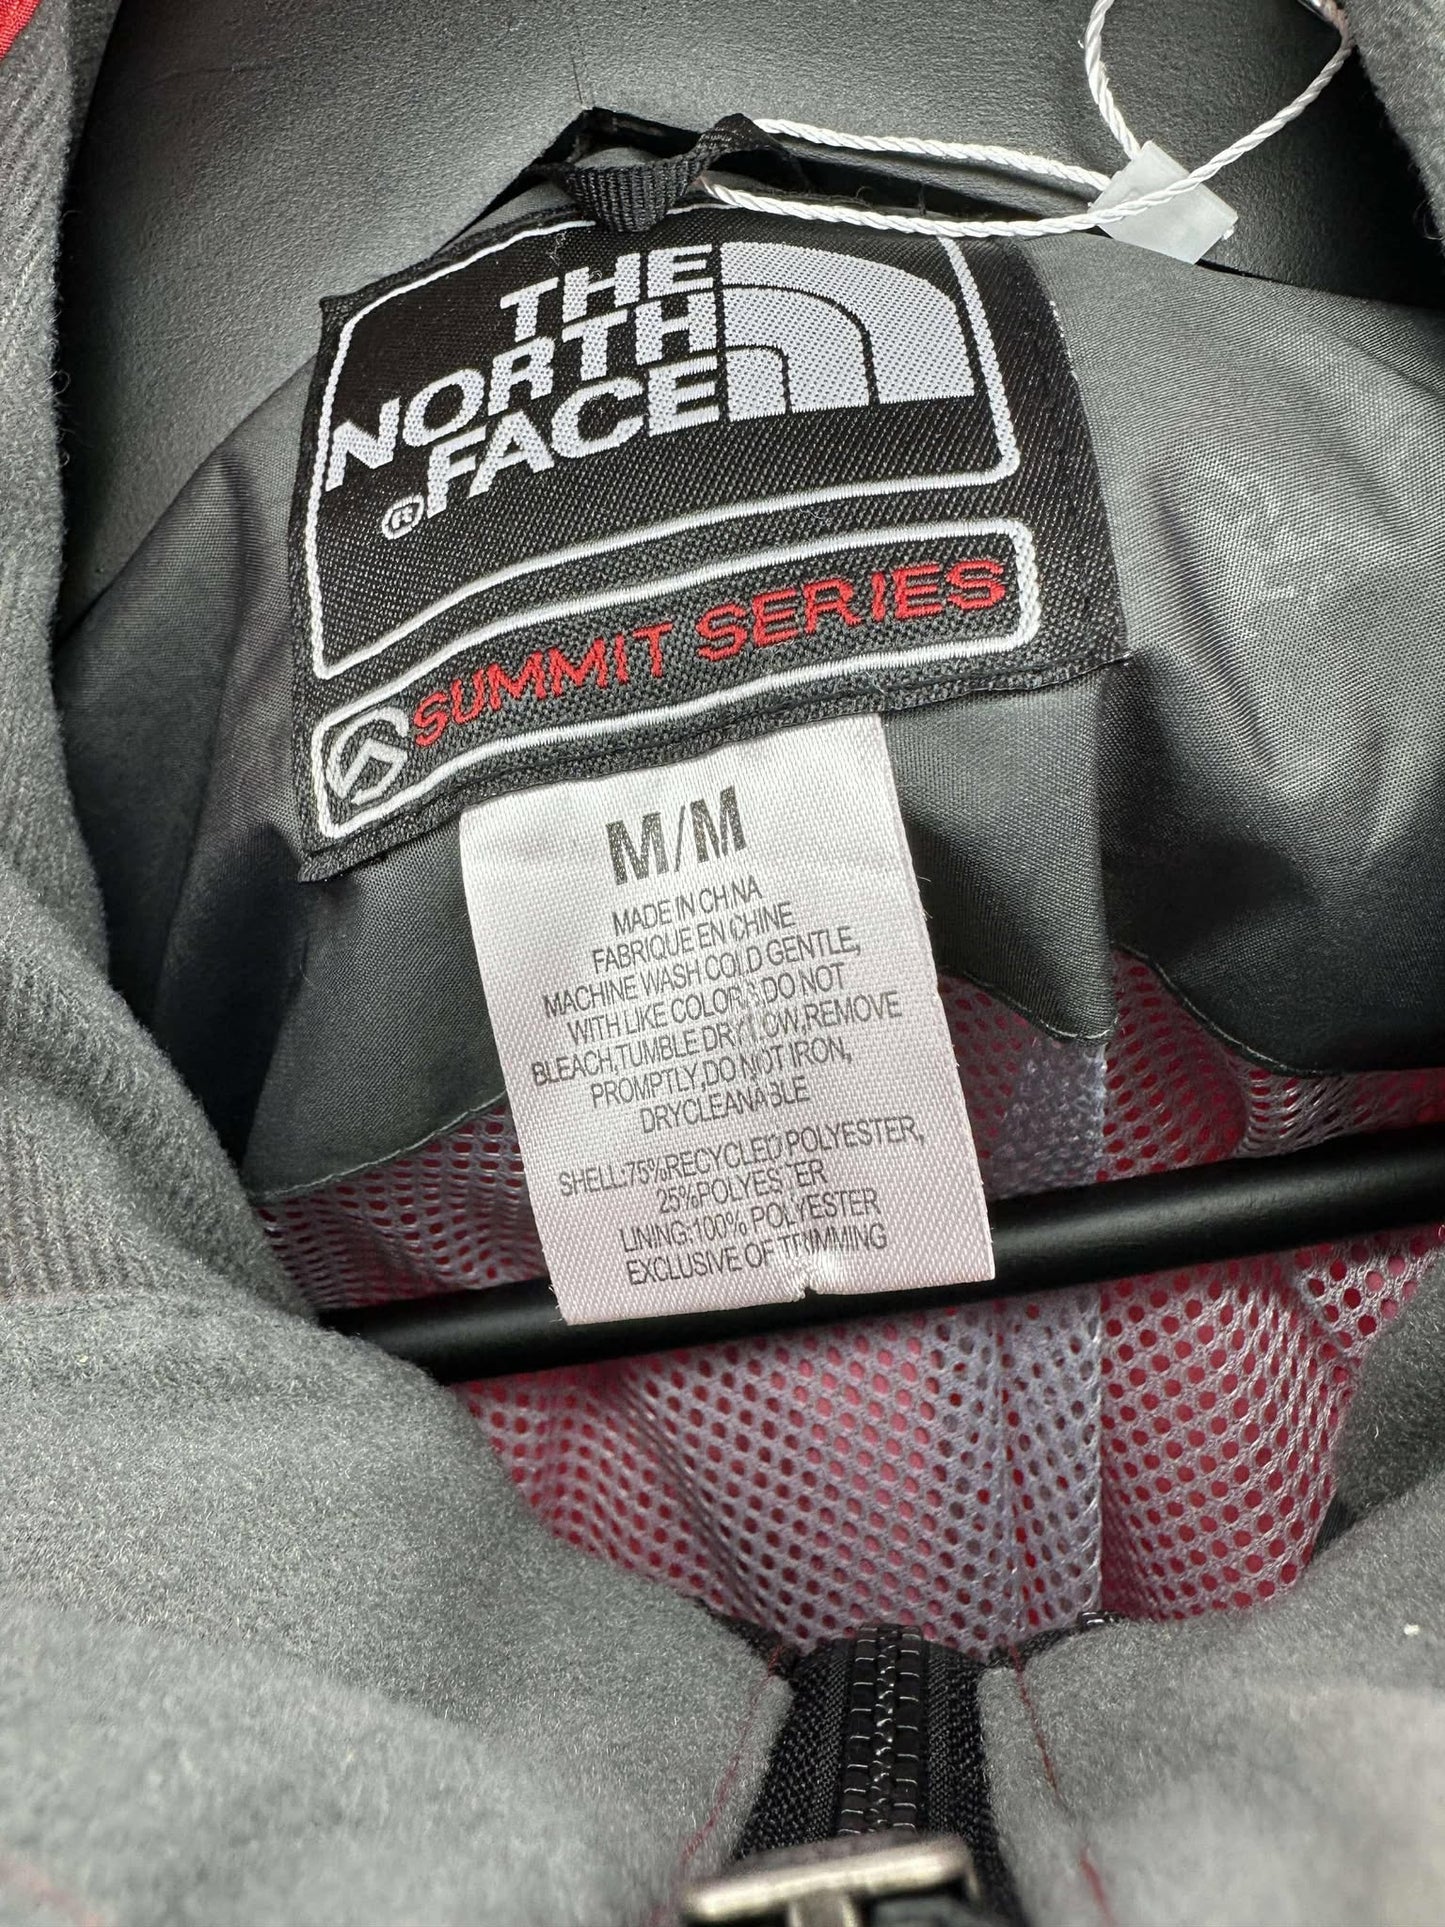 THE
NORTH
FACE
®
SUMMIT SERIES
M/M
MADE IN CHINA
FABRIQUE EN CHINE
MACHINE WASH COLD GENTLE,
WITH LIKE COLORS,DO NOT
BLEACH,TUMBLE DRY LOW,REMOVE
PROMPTLY,DO NOT IRON,
DRYCLEANABLE
SHELL:75%RECYCLED POLYESTER,
25%POLYESTER
LINING:100% POLYESTER
EXCLUSIVE OF TRIMMING